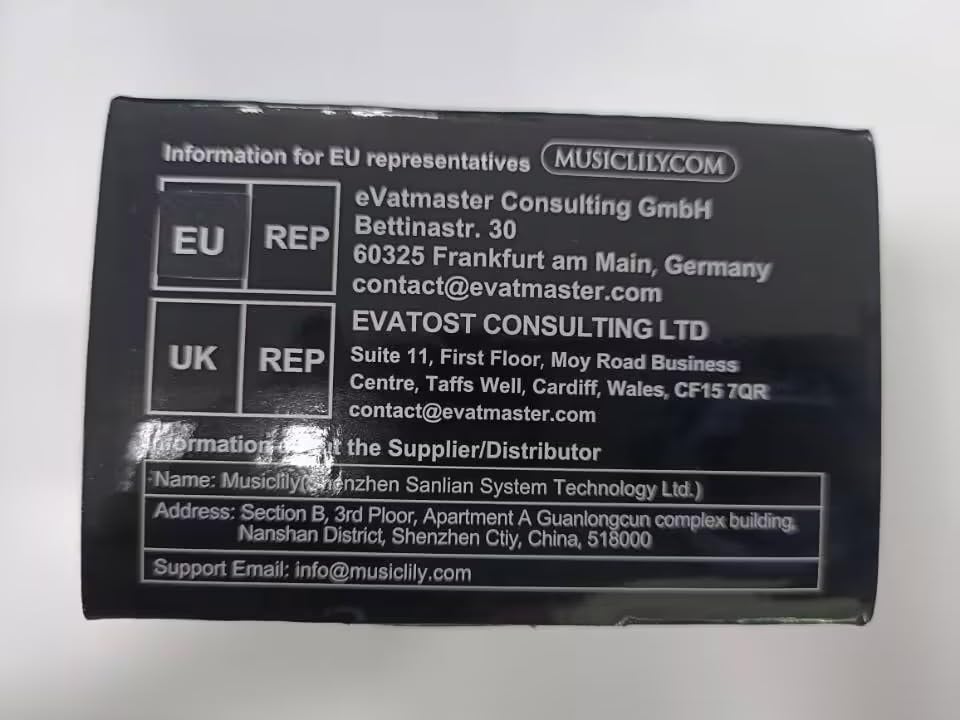 Information for EU representatives MUSICLILY.COM
EU REP
eVatmaster Consulting GmbH
Bettinastr. 30
60325 Frankfurt am Main, Germany
contact@evatmaster.com
UK REP
EVATOST CONSULTING LTD
Suite 11, First Floor, Moy Road Business
Centre, Taffs Well, Cardiff, Wales, CF15 7QR
contact@evatmaster.com
Information the Supplier/Distributor
Name: Musiclily(Shenzhen Sanlian System Technology Ltd.)
Address: Section B, 3rd Ploor, Apartment A Guanlongcun complex building,
Nanshan District, Shenzhen Ctiy, China, 518000
Support Email: info@musiclily.com